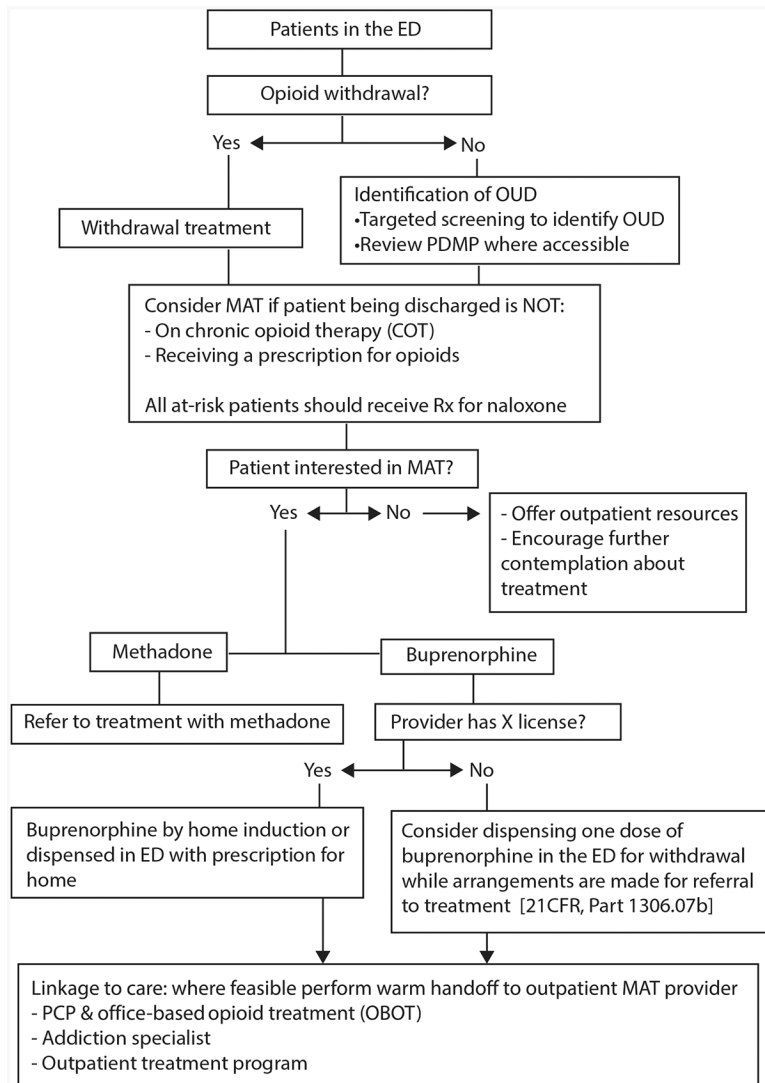 Patients in the ED
Opioid withdrawal?
Yes
No
Withdrawal treatment
Identification of OUD
•Targeted screening to identify OUD
•Review PDMP where accessible
Consider MAT if patient being discharged is NOT:
- On chronic opioid therapy (COT)
- Receiving a prescription for opioids
All at-risk patients should receive Rx for naloxone
Patient interested in MAT?
Yes
No
- Offer outpatient resources
- Encourage further
contemplation about
treatment
Methadone
Buprenorphine
Refer to treatment with methadone
Provider has X license?
Yes
No
Buprenorphine by home induction or
dispensed in ED with prescription for
home
Consider dispensing one dose of
buprenorphine in the ED for withdrawal
while arrangements are made for referral
to treatment [21CFR, Part 1306.07b]
Linkage to care: where feasible perform warm handoff to outpatient MAT provider
- PCP & office-based opioid treatment (OBOT)
- Addiction specialist
- Outpatient treatment program